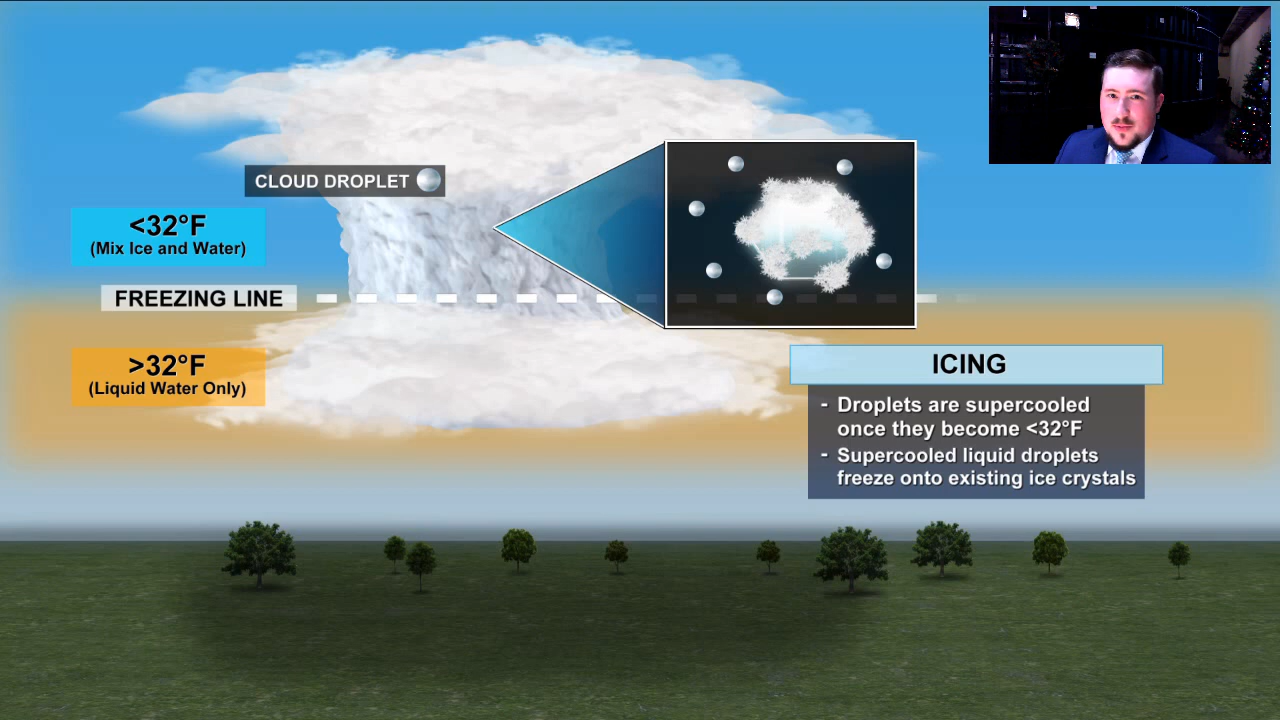 CLOUD DROPLET
<32°F
(Mix Ice and Water)
FREEZING LINE
>32°F
(Liquid Water Only)
ICING
- Droplets are supercooled
once they become <32°F
- Supercooled liquid droplets
freeze onto existing ice crystals